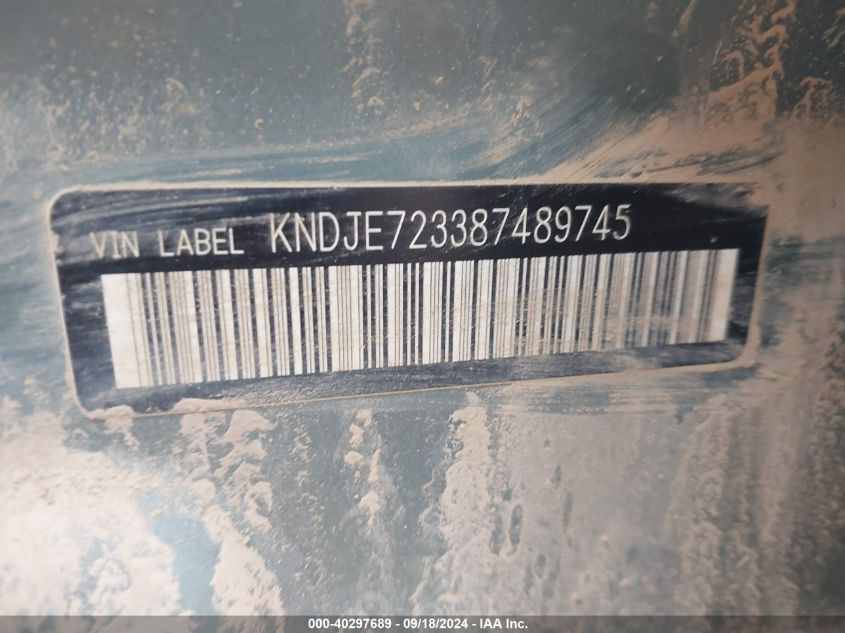 VIN LABEL KNDJE723387489745
000-40297689 - 09/18/2024 - IAA Inc.